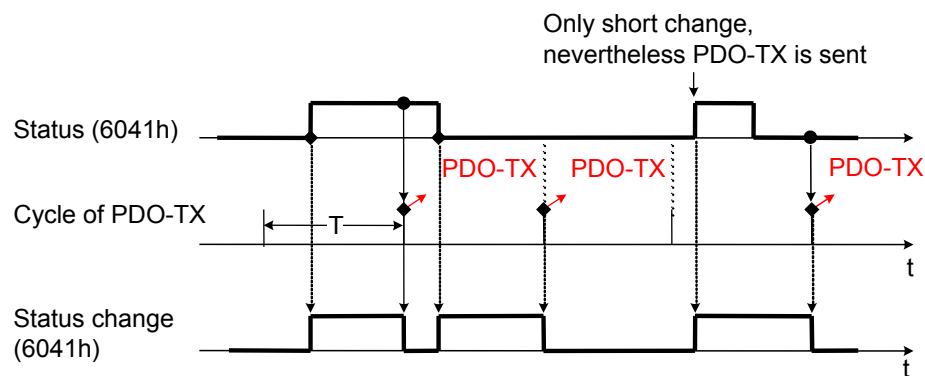 Only short change,
nevertheless PDO-TX is sent
Status (6041h)
PDO-TX
PDO-TX
PDO-TX
Cycle of PDO-TX
T
t
Status change
(6041h)
t